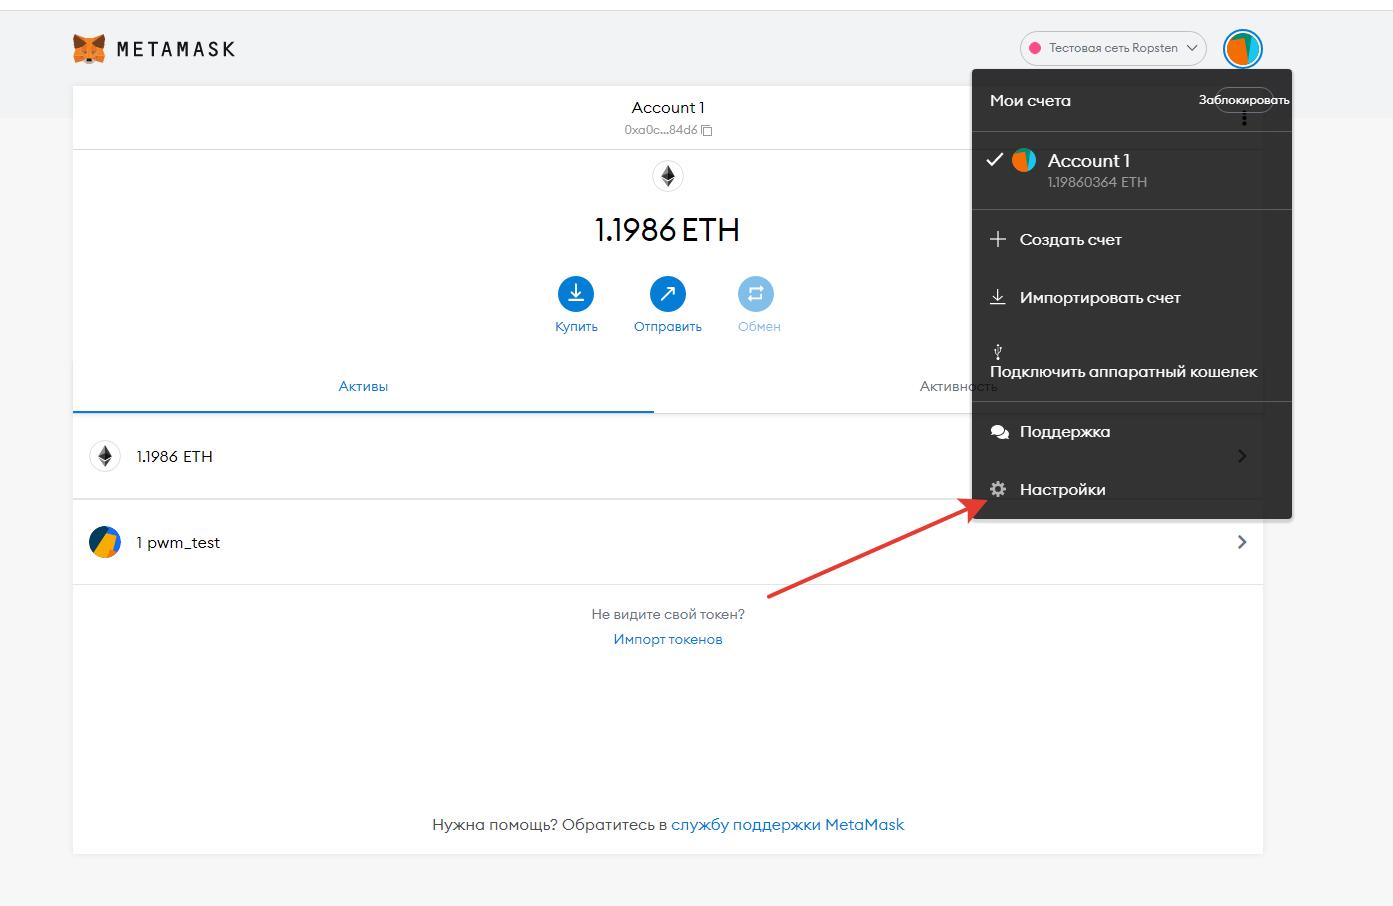 METAMASK
Тестовая сеть Ropsten
Account 1
0xa0c...84d6
1.1986 ETH
Купить
Отправить
Обмен
Активы
Активность
1.1986 ETH
1 pwm_test
Не видите свой токен?
Импорт токенов
Нужна помощь? Обратитесь в службу поддержки MetaMask
Мои счета
Заблокировать
Account 1
1.19860364 ETH
Создать счет
Импортировать счет
Подключить аппаратный кошелек
Поддержка
Настройки